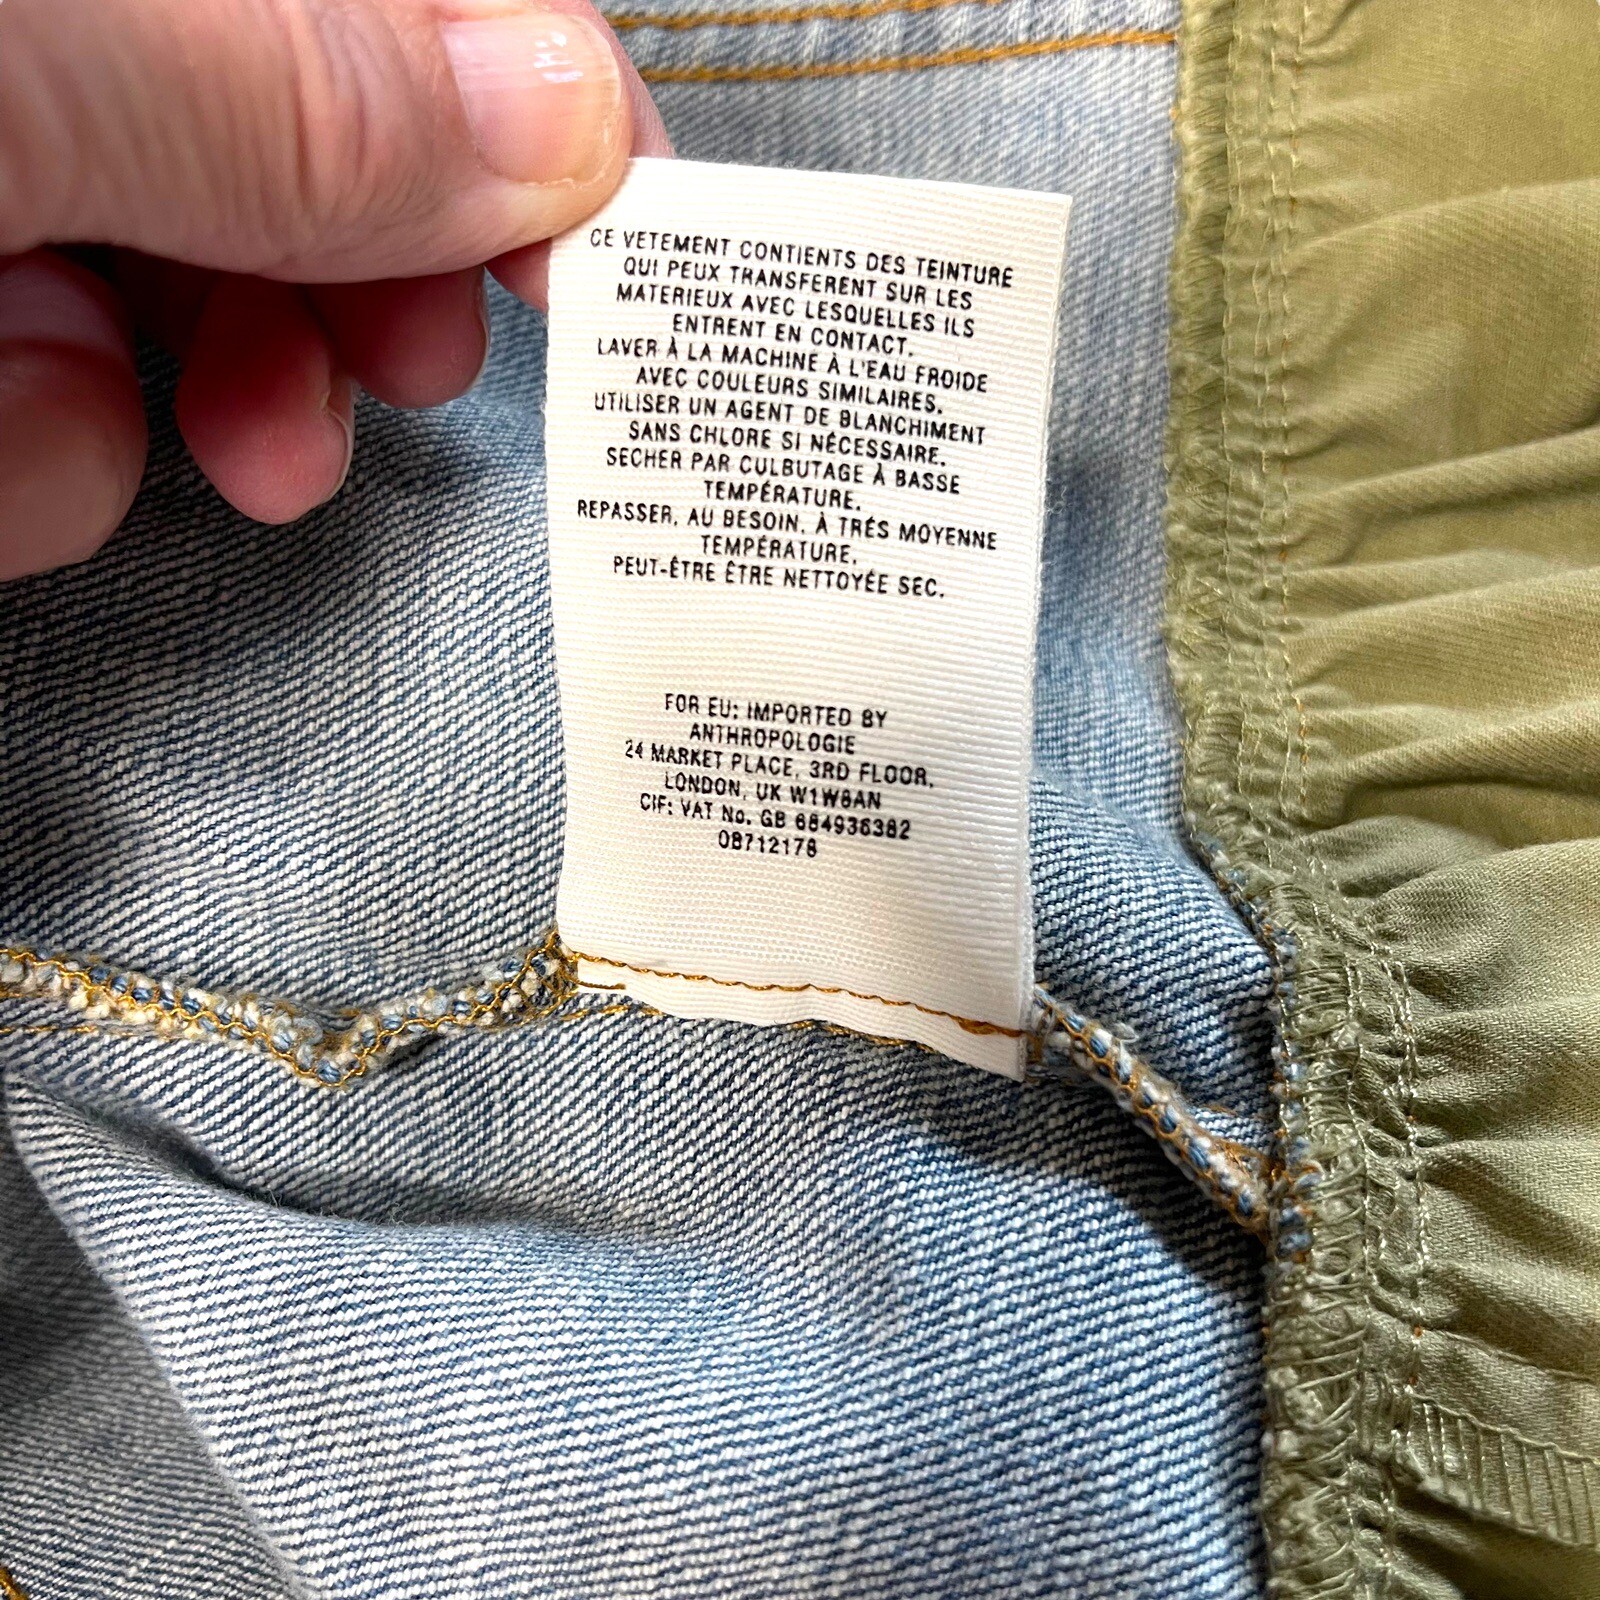 CE VETEMENT CONTIENTS DES TEINTURE
QUI PEUX TRANSFERENT SUR LES
MATERIEUX AVEC LESQUELLES ILS
ENTRENT EN CONTACT.
LAVER À LA MACHINE À L'EAU FROIDE
AVEC COULEURS SIMILAIRES.
UTILISER UN AGENT DE BLANCHIMENT
SANS CHLORE SI NÉCESSAIRE.
SECHER PAR CULBUTAGE À BASSE
TEMPÉRATURE.
REPASSER, AU BESOIN, À TRÉS MOYENNE
TEMPÉRATURE.
PEUT-ÊTRE ÊTRE NETTOYÉE SEC.
FOR EU: IMPORTED BY
ANTHROPOLOGIE
24 MARKET PLACE, 3RD FLOOR,
LONDON, UK W1W8AN
CIF: VAT No. GB 684936382
OB712178